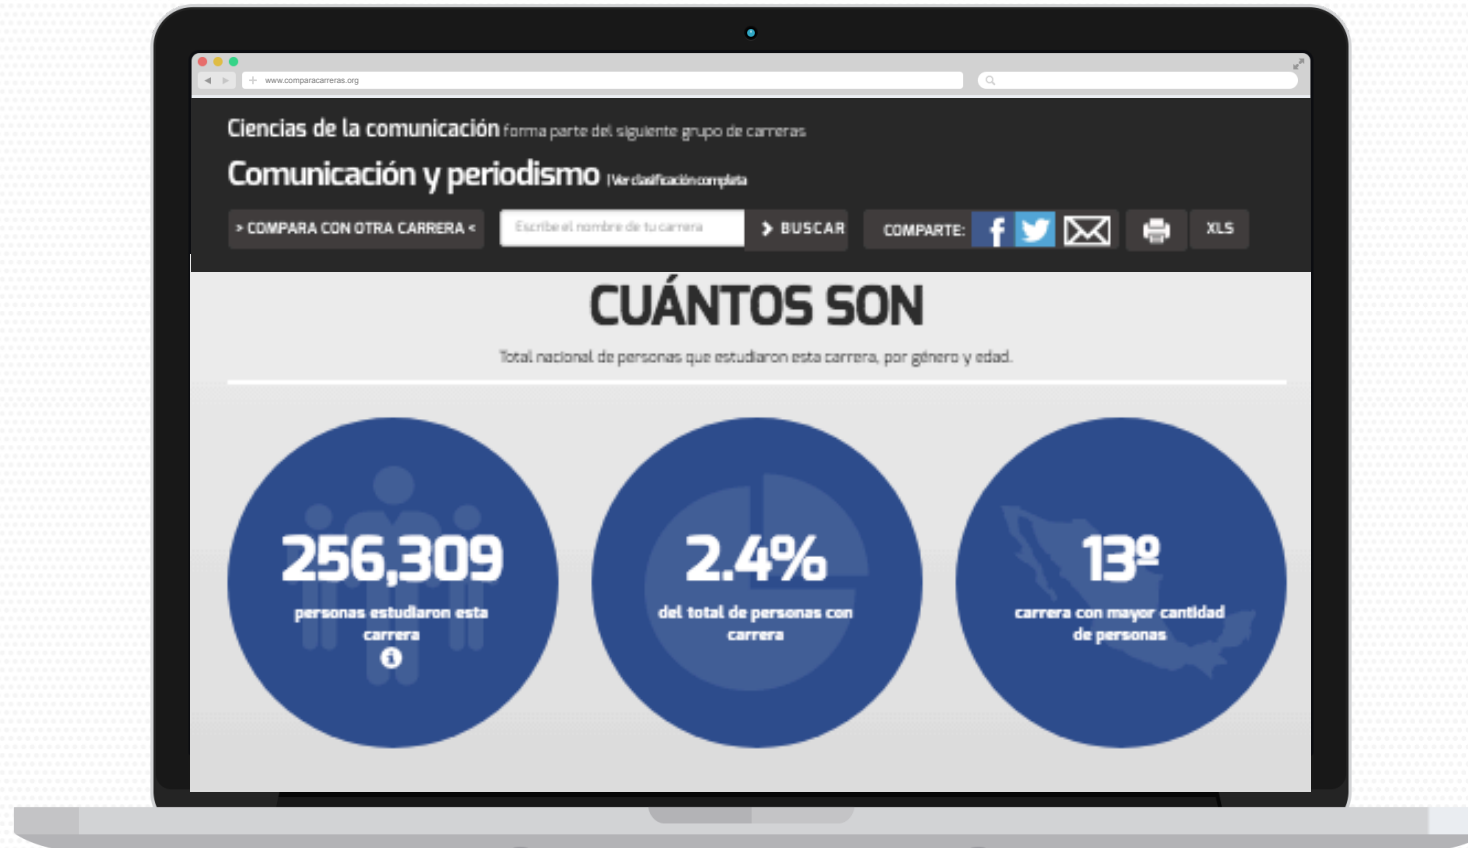 www.comparacarreras.org
Ciencias de la comunicación forma parte del siguiente grupo de carreras
Comunicación y periodismo | Ver clasificación completa
> COMPARA CON OTRA CARRERA < Escribe el nombre de tu carrera BUSCAR COMPARTE: XLS
CUÁNTOS SON
Total nacional de personas que estudiaron esta carrera, por género y edad.
256,309
personas estudiaron esta
carrera
2.4%
del total de personas con
carrera
13º
carrera con mayor cantidad
de personas